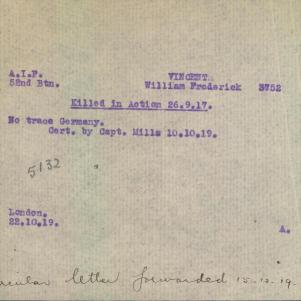 A.I.F. VINCENT.
52nd Btn. William Frederick 3752
Killed in Action 26.9.17.
No trace Germany.
Cert. by Capt. Mills 10.10.19.
5132
London.
22.10.19.
A.
letter forwarded 15.12.19